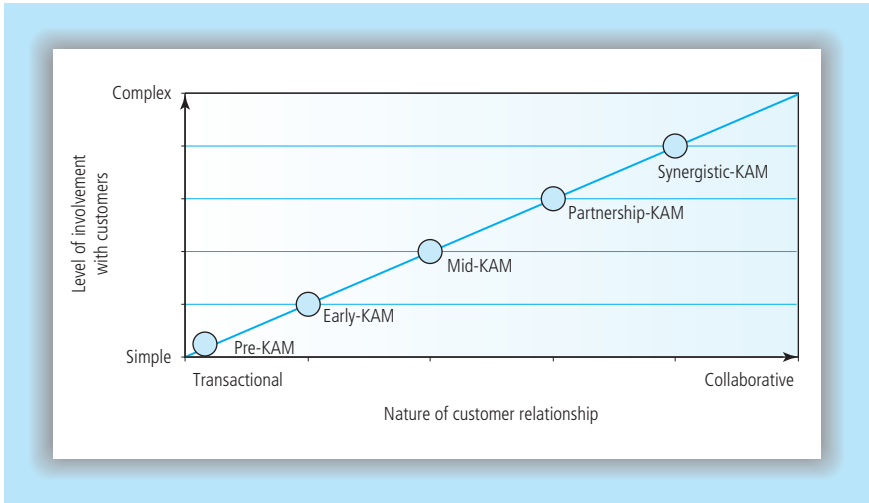 Complex
Level of involvement
with customers
Synergistic-KAM
Partnership-KAM
Mid-KAM
Early-KAM
Pre-KAM
Simple
Transactional
Collaborative
Nature of customer relationship